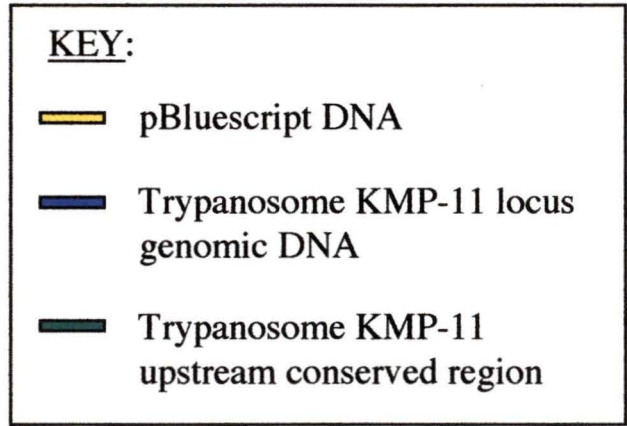 KEY:
pBluescript DNA
Trypanosome KMP-11 locus
genomic DNA
Trypanosome KMP-11
upstream conserved region